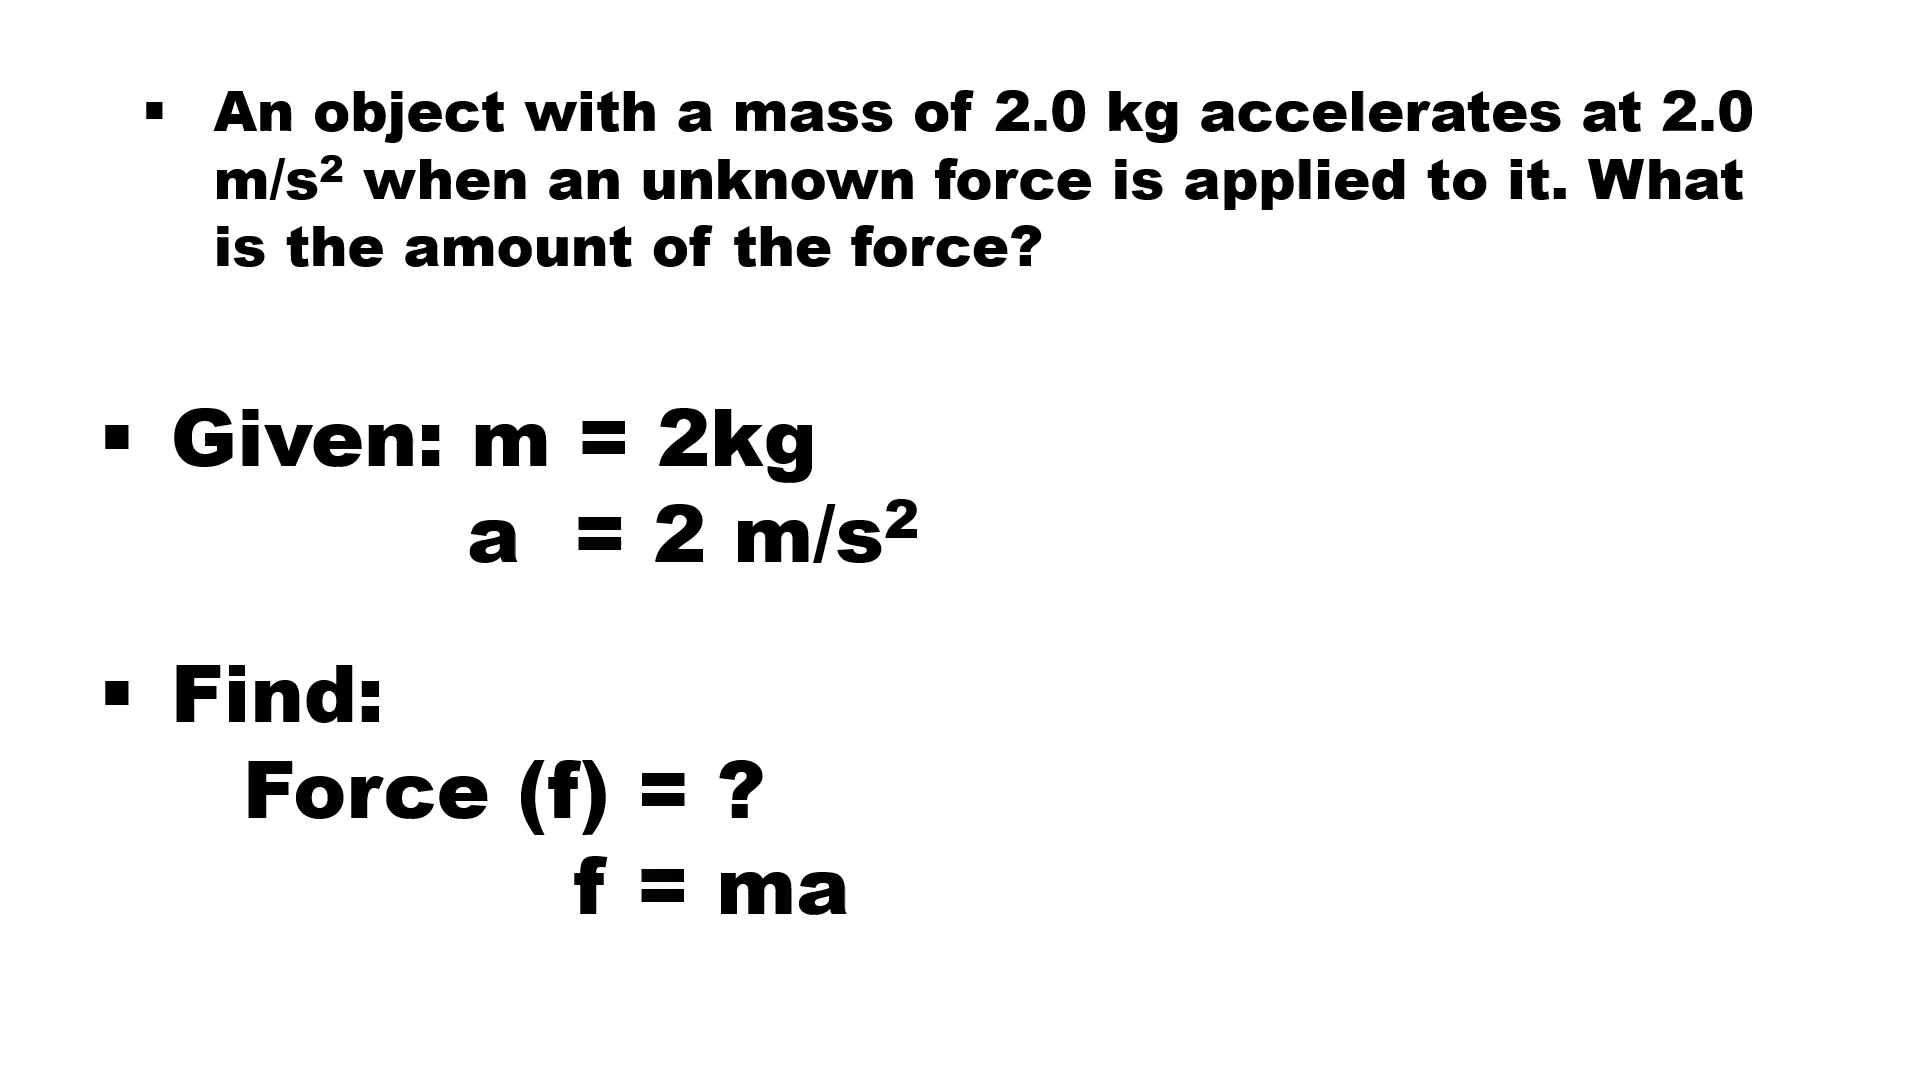 ▪ An object with a mass of 2.0 kg accelerates at 2.0
m/s² when an unknown force is applied to it. What
is the amount of the force?
▪ Given: m = 2kg
a = 2 m/s²
▪ Find:
Force (f) = ?
f = ma